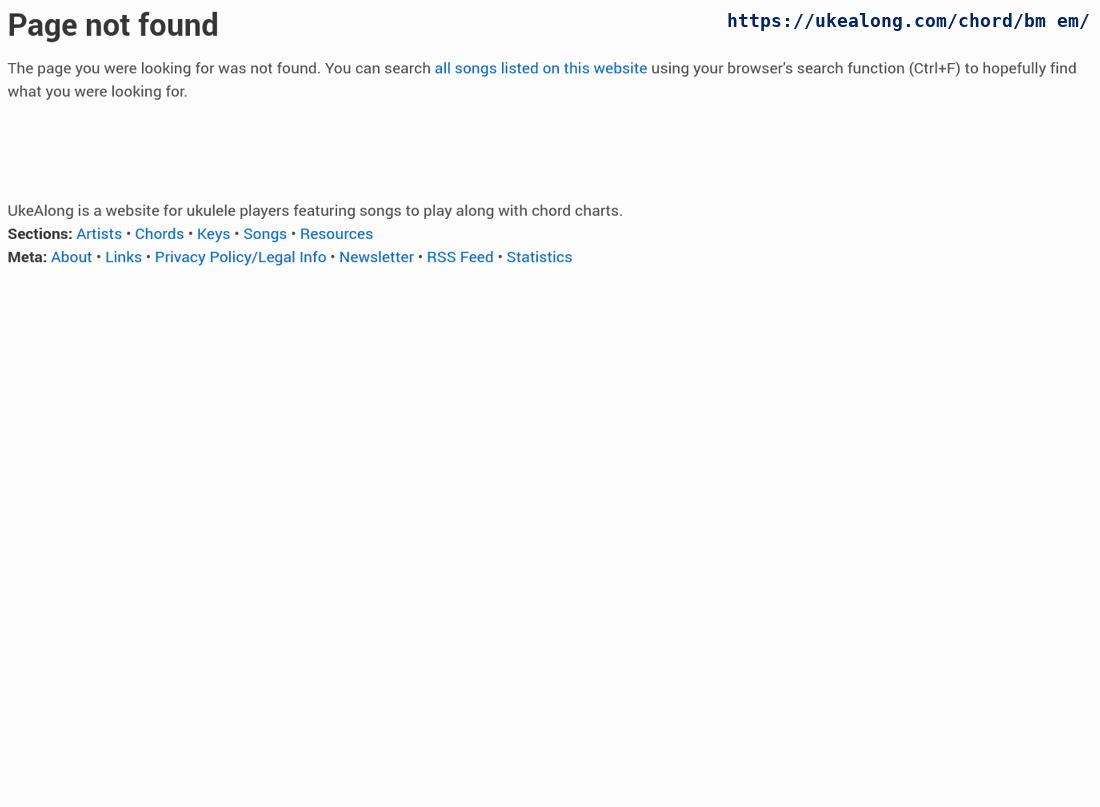 Page not found
https://ukealong.com/chord/bm em/
The page you were looking for was not found. You can search all songs listed on this website using your browser's search function (Ctrl+F) to hopefully find
what you were looking for.
UkeAlong is a website for ukulele players featuring songs to play along with chord charts.
Sections: Artists • Chords • Keys • Songs • Resources
Meta: About • Links • Privacy Policy/Legal Info • Newsletter • RSS Feed • Statistics